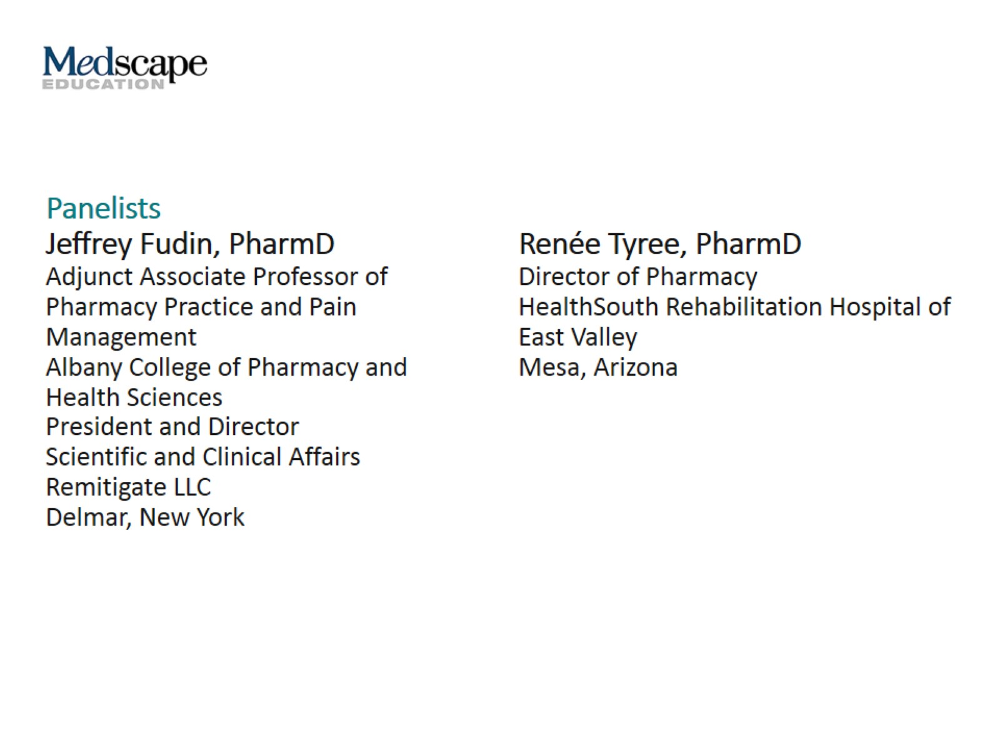 Medscape
EDUCATION
Panelists
Jeffrey Fudin, PharmD
Adjunct Associate Professor of
Pharmacy Practice and Pain
Management
Albany College of Pharmacy and
Health Sciences
President and Director
Scientific and Clinical Affairs
Remitigate LLC
Delmar, New York
Renée Tyree, PharmD
Director of Pharmacy
HealthSouth Rehabilitation Hospital of
East Valley
Mesa, Arizona